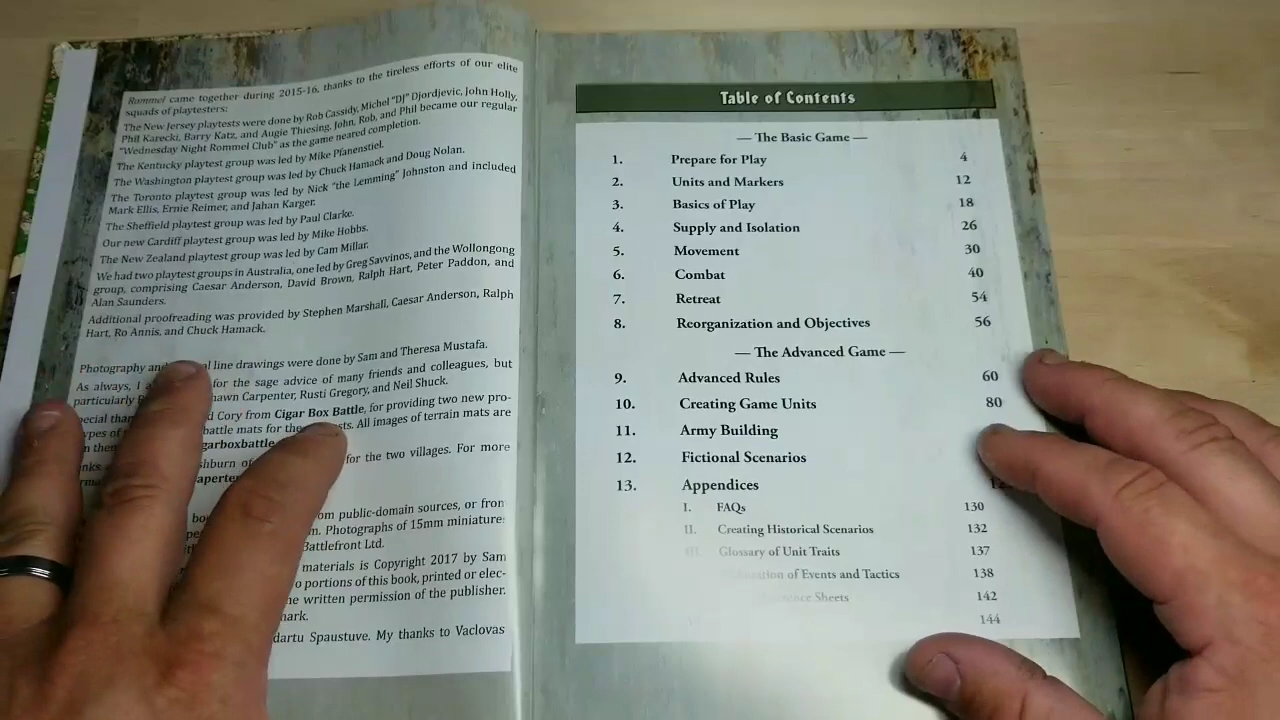 Rommel came together during 2015-16, thanks to the tireless efforts of our elite
squads of playtesters:
The New Jersey playtests were done by Rob Cassidy, Michel "DJ" Djordjevic, John Holly,
Phil Karecki, Barry Katz, and Augie Thiesing. John, Rob, and Phil became our regular
"Wednesday Night Rommel Club" as the game neared completion.
The Kentucky playtest group was led by Mike Pfanenstiel.
The Washington playtest group was led by Chuck Hamack and Doug Nolan.
The Toronto playtest group was led by Nick "the Lemming" Johnston and included
Mark Ellis, Ernie Reimer, and Jahan Karger.
The Sheffield playtest group was led by Paul Clarke.
Our new Cardiff playtest group was led by Mike Hobbs.
The New Zealand playtest group was led by Cam Millar.
We had two playtest groups in Australia, one led by Greg Savvinos, and the Wollongong
group, comprising Caesar Anderson, David Brown, Ralph Hart, Peter Paddon, and
Alan Saunders.
Additional proofreading was provided by Stephen Marshall, Caesar Anderson, Ralph
Hart, Ro Annis, and Chuck Hamack.
Photography and line drawings were done by Sam and Theresa Mustafa.
As always, I for the sage advice of many friends and colleagues, but
particularly Carpenter, Rusti Gregory, and Neil Shuck.
Cory from Cigar Box Battle, for providing two new pro-
battle mats for the All images of terrain mats are
for the two villages. For more
public-domain sources, or from
Photographs of 15mm miniature
Battlefront Ltd.
materials is Copyright 2017 by Sam
portions of this book, printed or elec-
written permission of the publisher.
Spaustuve. My thanks to Vaclovas
Table of Contents
— The Basic Game —
1. Prepare for Play 4
2. Units and Markers 12
3. Basics of Play 18
4. Supply and Isolation 26
5. Movement 30
6. Combat 40
7. Retreat 54
8. Reorganization and Objectives 56
— The Advanced Game —
9. Advanced Rules 60
10. Creating Game Units 80
11. Army Building
12. Fictional Scenarios
13. Appendices
I. FAQs 130
II. Creating Historical Scenarios 132
III. Glossary of Unit Traits 137
of Events and Tactics 138
Sheets 142
144